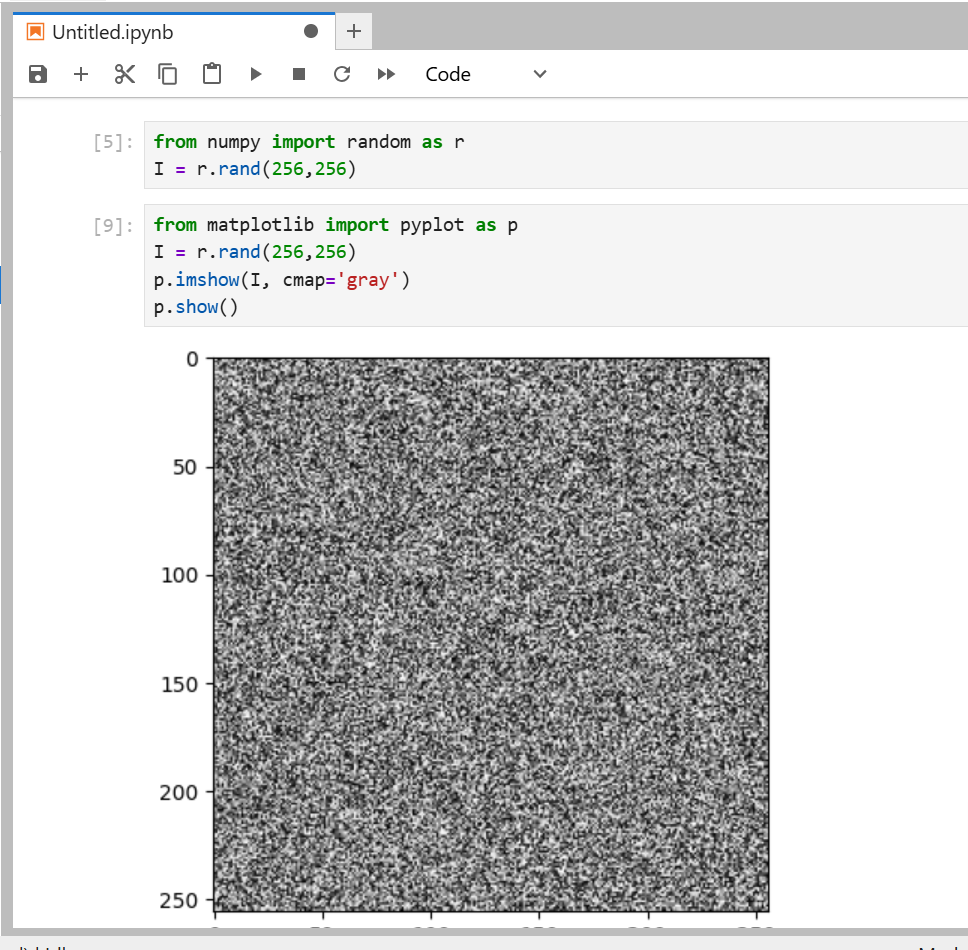 Untitled.ipynb
Code
[5]:
from numpy import random as r
I = r.rand(256,256)
[9]:
from matplotlib import pyplot as p
I = r.rand(256,256)
p.imshow(I, cmap='gray')
p.show()
0
50
100
150
200
250